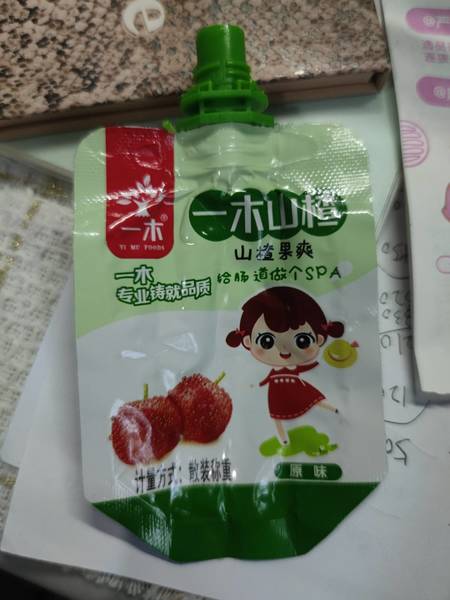 e
一木®
YI MU FOODS
一木山楂
山楂果爽
一木
专业铸就品质
给肠道做个SPA
计量方式：散装称重
原味